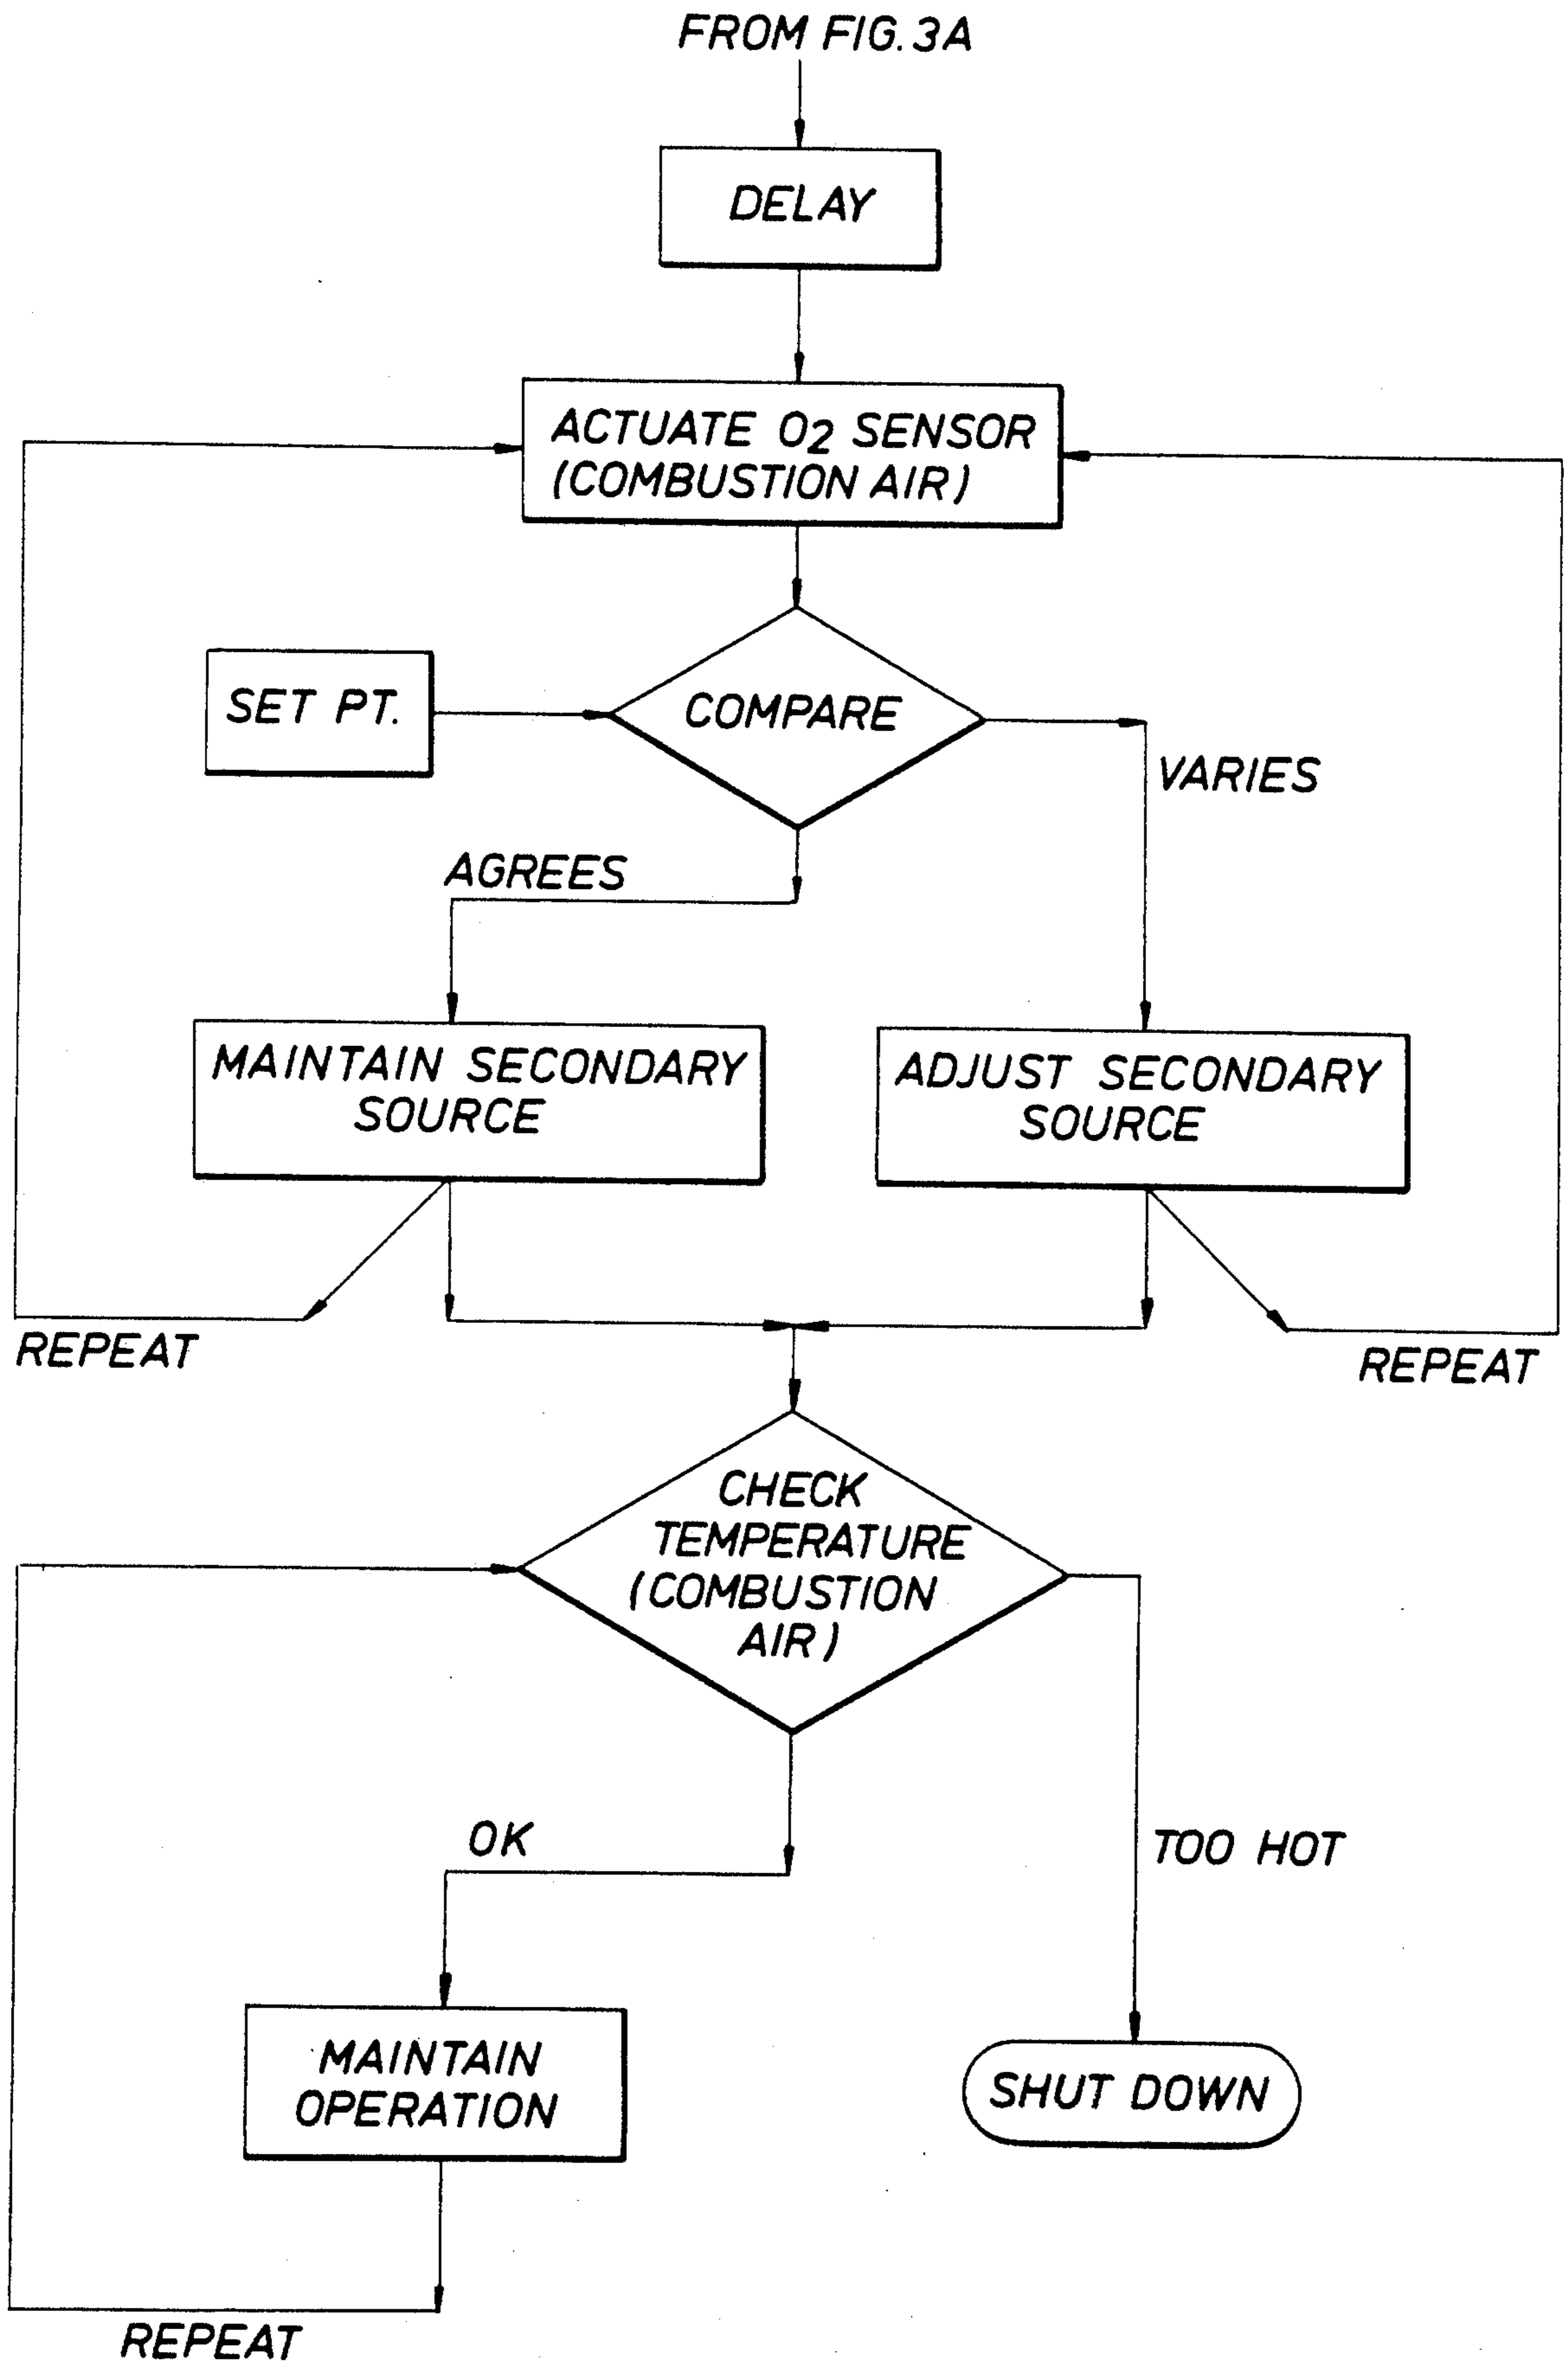 FROM FIG. 3A
DELAY
ACTUATE O2 SENSOR
(COMBUSTION AIR)
SET PT.
COMPARE
VARIES
AGREES
MAINTAIN SECONDARY
SOURCE
ADJUST SECONDARY
SOURCE
REPEAT
REPEAT
CHECK
TEMPERATURE
(COMBUSTION
AIR)
OK
TOO HOT
MAINTAIN
OPERATION
SHUT DOWN
REPEAT